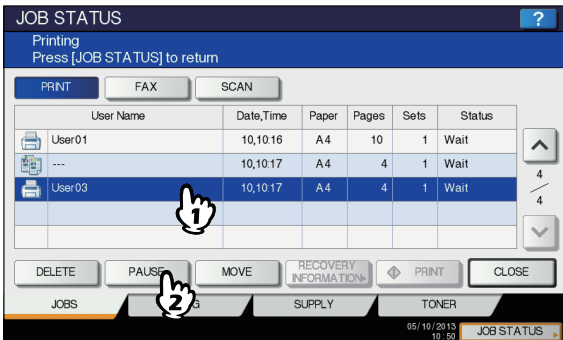 JOB STATUS ?
Printing
Press [JOB STATUS] to return
PRINT FAX SCAN
User Name Date,Time Paper Pages Sets Status
User01 10,10:16 A4 10 1 Wait
--- 10,10:17 A4 4 1 Wait
User03 10,10:17 A4 4 1 Wait
4
4
1
DELETE PAUSE MOVE RECOVERY
INFORMATION PRINT CLOSE
2
JOBS G SUPPLY TONER
05/10/2013
10:50 JOB STATUS